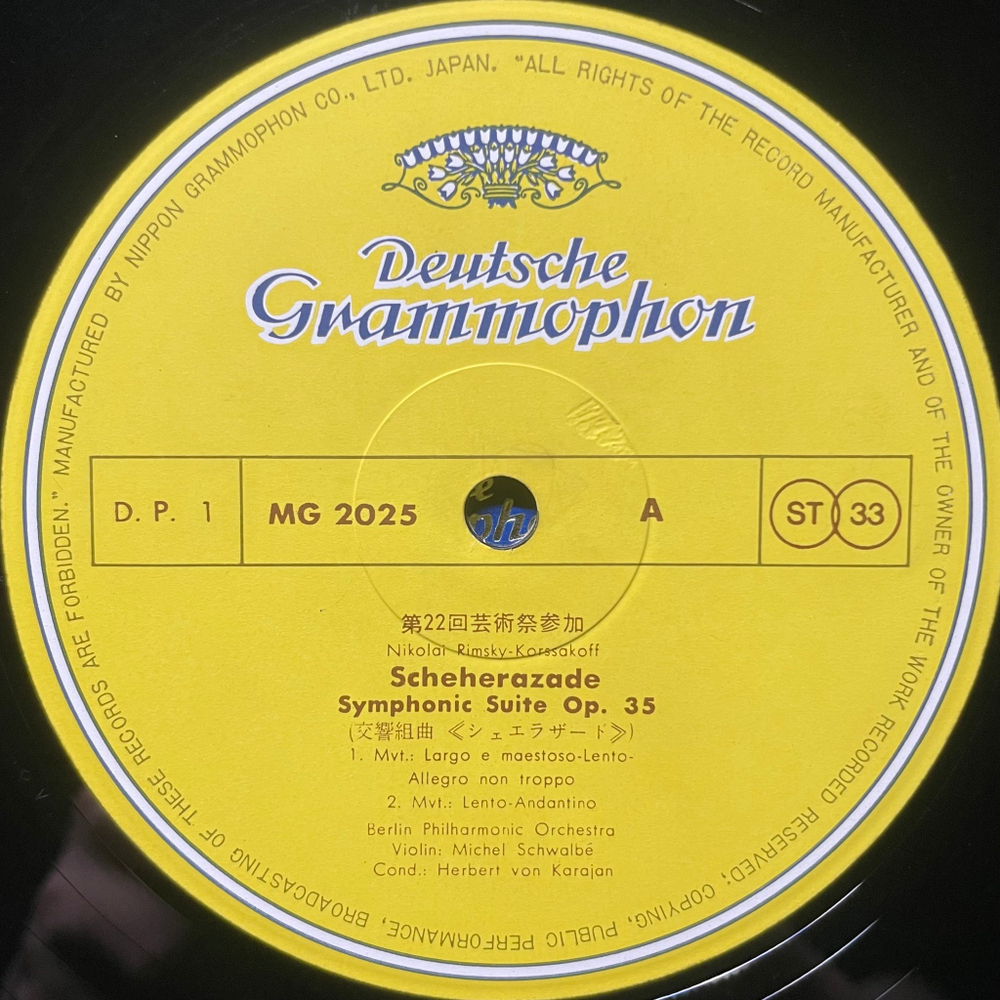 MANUFACTURED BY NIPPON GRAMMOPHON CO., LTD. JAPAN. "ALL RIGHTS OF THE RECORD MANUFACTURER AND OF THE OWNER OF THE WORK RECORDED RESERVED; COPYING, PUBLIC PERFORMANCE, BROADCASTING OF THESE RECORDS ARE FORBIDDEN."
Deutsche
Grammophon
D. P. 1 MG 2025 A ST 33
第22回芸術祭参加
Nikolai Rimsky-Korssakoff
Scheherazade
Symphonic Suite Op. 35
(交響組曲 《シェエラザード》)
1. Mvt.: Largo e maestoso-Lento-
Allegro non troppo
2. Mvt.: Lento-Andantino
Berlin Philharmonic Orchestra
Violin: Michel Schwalbé
Cond.: Herbert von Karajan